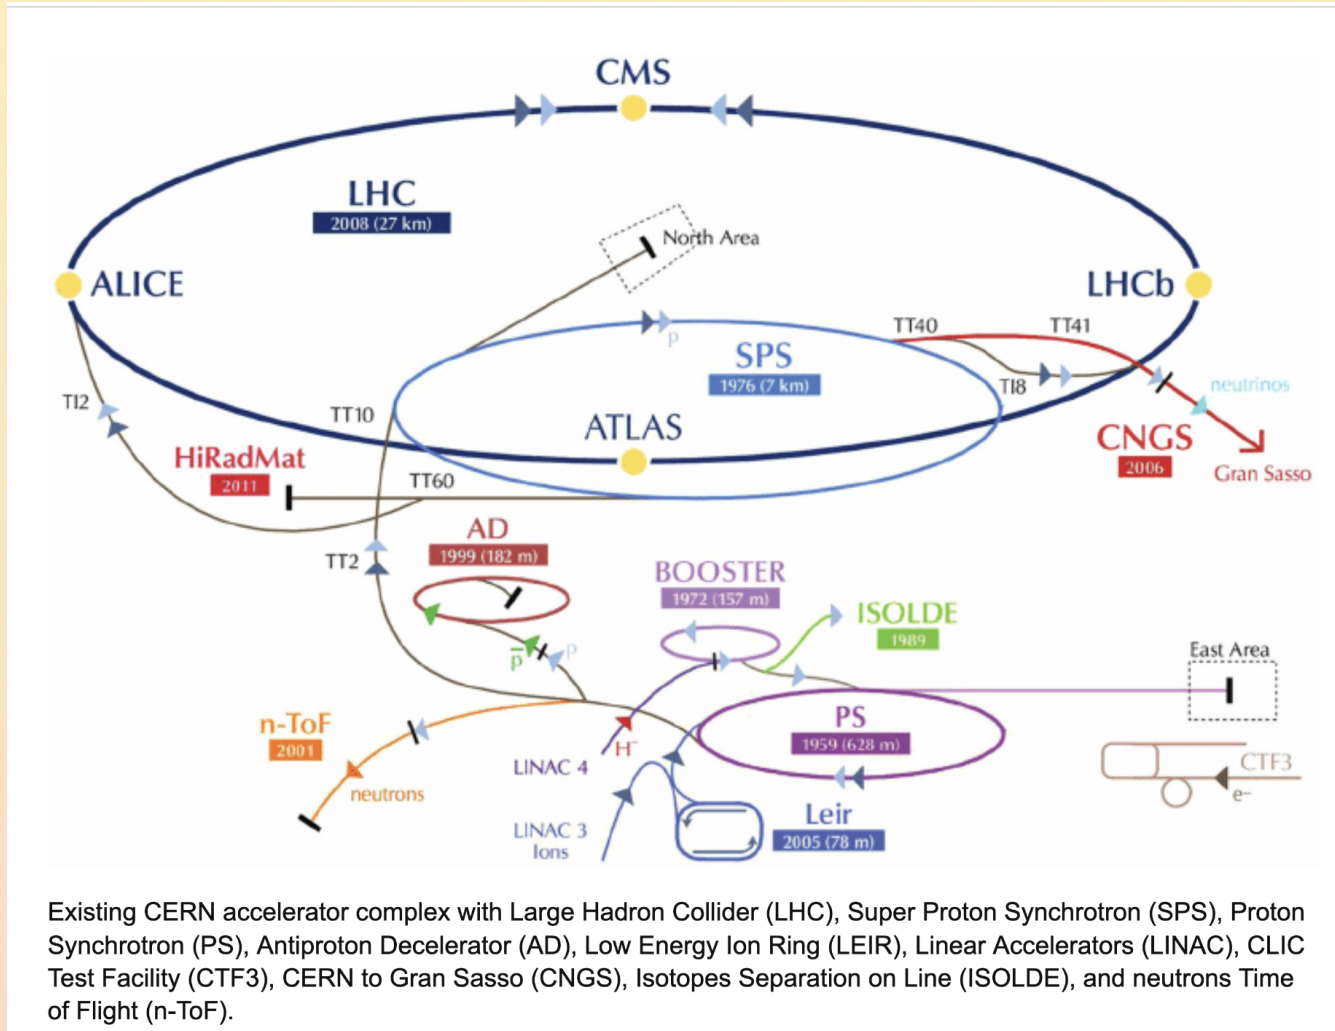 CMS
LHC
2008 (27 km)
North Area
ALICE
LHCb
p
TT40
TT41
SPS
1976 (7 km)
TI8
neutrinos
TI2
TT10
ATLAS
CNGS
2006
Gran Sasso
HiRadMat
2011
TT60
AD
1999 (182 m)
TT2
BOOSTER
1972 (157 m)
ISOLDE
1989
p̅
p
East Area
n-ToF
2001
PS
1959 (628 m)
H⁻
LINAC 4
CTF3
e-
neutrons
Leir
2005 (78 m)
LINAC 3
Ions
Existing CERN accelerator complex with Large Hadron Collider (LHC), Super Proton Synchrotron (SPS), Proton
Synchrotron (PS), Antiproton Decelerator (AD), Low Energy Ion Ring (LEIR), Linear Accelerators (LINAC), CLIC
Test Facility (CTF3), CERN to Gran Sasso (CNGS), Isotopes Separation on Line (ISOLDE), and neutrons Time
of Flight (n-ToF).